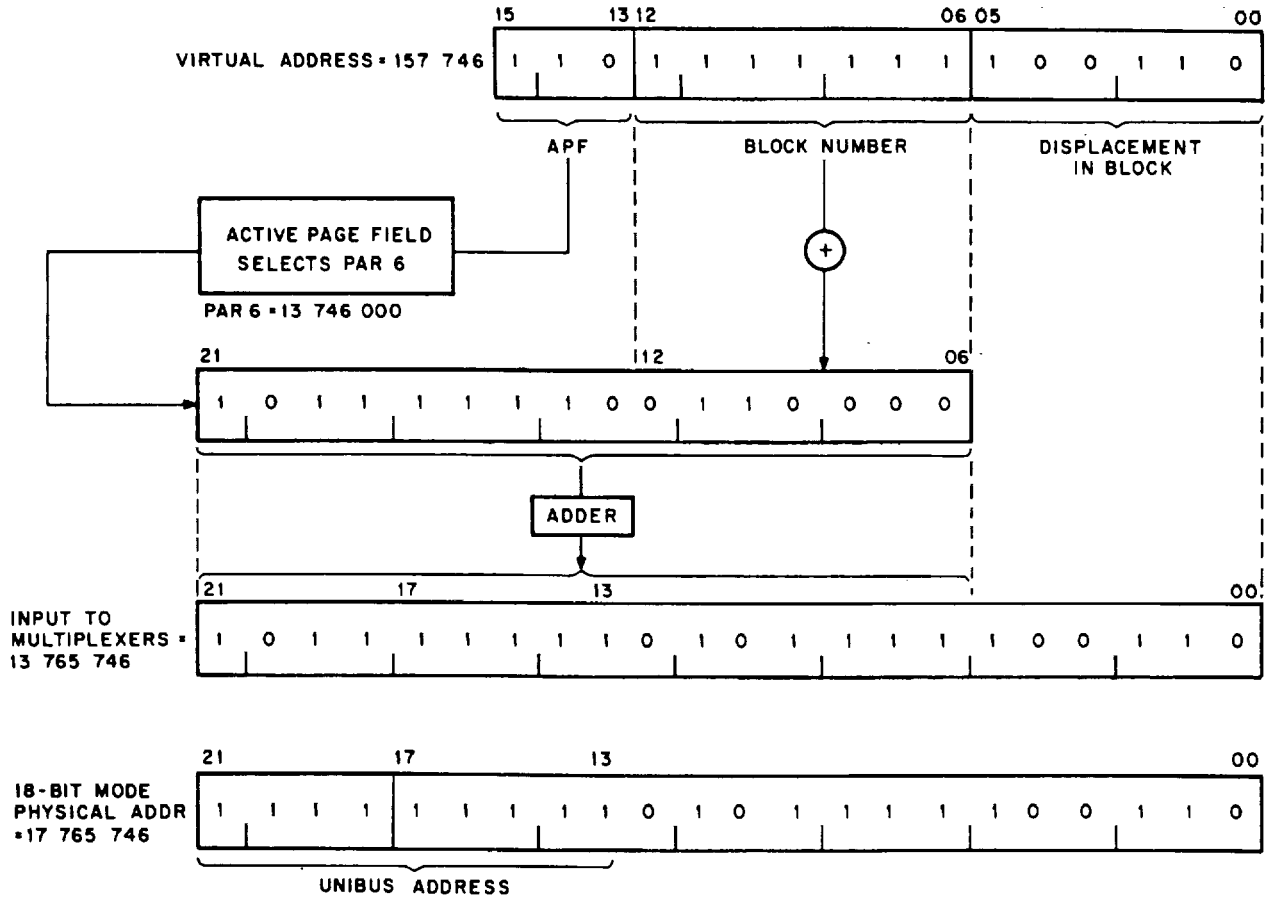 15 13 12 06 05 00
VIRTUAL ADDRESS = 157 746 1 1 0 1 1 1 1 1 1 1 1 0 0 1 1 0
APF BLOCK NUMBER DISPLACEMENT
IN BLOCK
ACTIVE PAGE FIELD
SELECTS PAR 6
+
PAR 6 = 13 746 000
21 12 06
1 0 1 1 1 1 1 1 0 0 1 1 0 0 0 0
ADDER
21 17 13 00
INPUT TO
MULTIPLEXERS =
13 765 746
1 0 1 1 1 1 1 1 1 0 1 0 1 1 1 1 1 0 0 1 1 0
21 17 13 00
18-BIT MODE
PHYSICAL ADDR
=17 765 746
1 1 1 1 1 1 1 1 1 0 1 0 1 1 1 1 1 0 0 1 1 0
UNIBUS ADDRESS